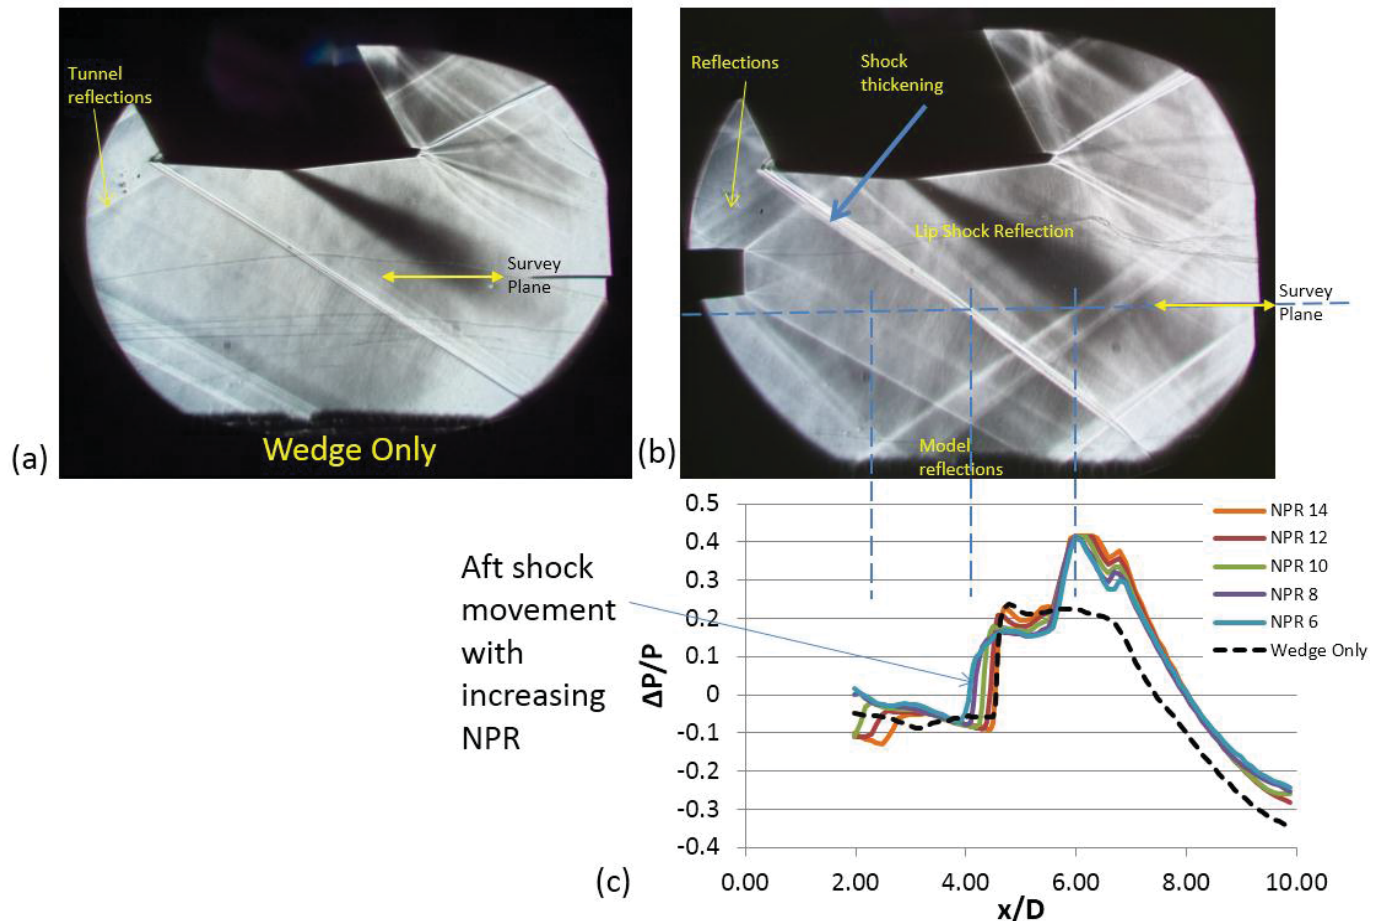 Tunnel
reflections
Survey
Plane
Wedge Only
(a)
Reflections
Shock
thickening
Lip Shock Reflection
Survey
Plane
Model
reflections
(b)
Aft shock
movement
with
increasing
NPR
ΔP/P
0.5
0.4
0.3
0.2
0.1
0
-0.1
-0.2
-0.3
-0.4
0.00 2.00 4.00 6.00 8.00 10.00
x/D
NPR 14
NPR 12
NPR 10
NPR 8
NPR 6
Wedge Only
(c)